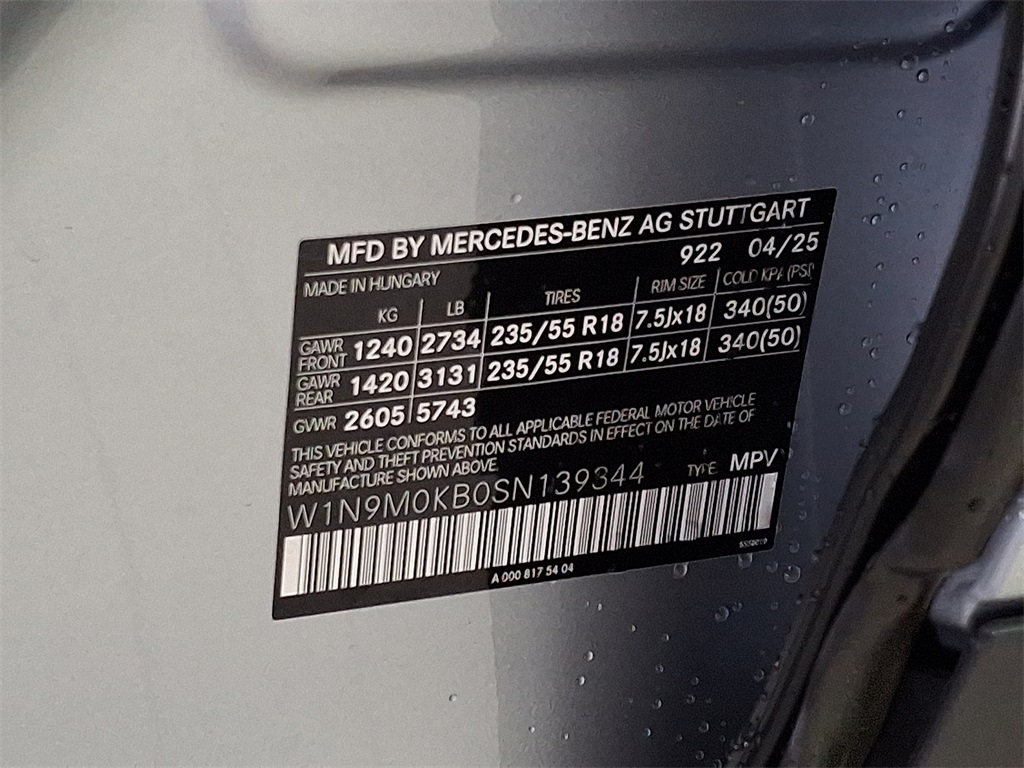 MFD BY MERCEDES-BENZ AG STUTTGART
922 04/25
MADE IN HUNGARY
KG LB TIRES RIM SIZE COLD KPA (PSI)
GAWR FRONT 1240 2734 235/55 R18 7.5Jx18 340(50)
GAWR REAR 1420 3131 235/55 R18 7.5Jx18 340(50)
GVWR 2605 5743
THIS VEHICLE CONFORMS TO ALL APPLICABLE FEDERAL MOTOR VEHICLE
SAFETY AND THEFT PREVENTION STANDARDS IN EFFECT ON THE DATE OF
MANUFACTURE SHOWN ABOVE.
W1N9M0KB0SN139344 TYPE: MPV
A 000 817 54 04